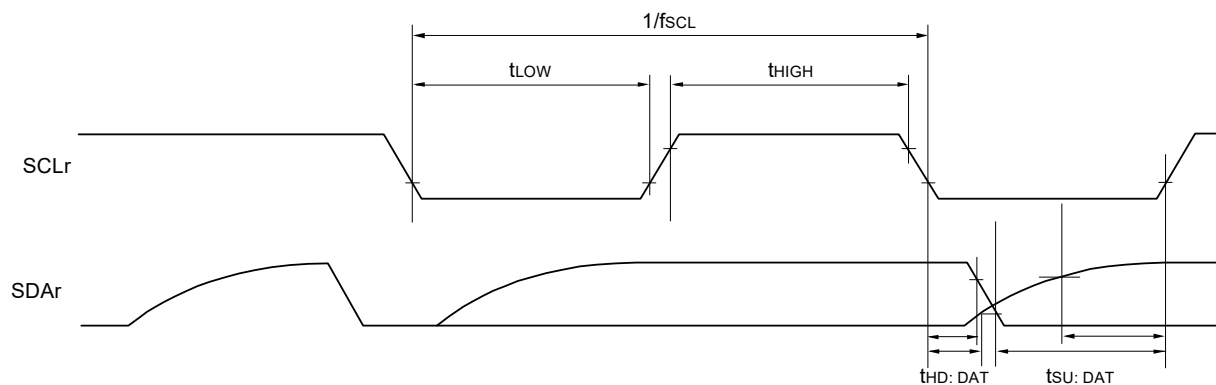 1/fSCL
tLOW tHIGH
SCLr
SDAr
tHD: DAT tSU: DAT